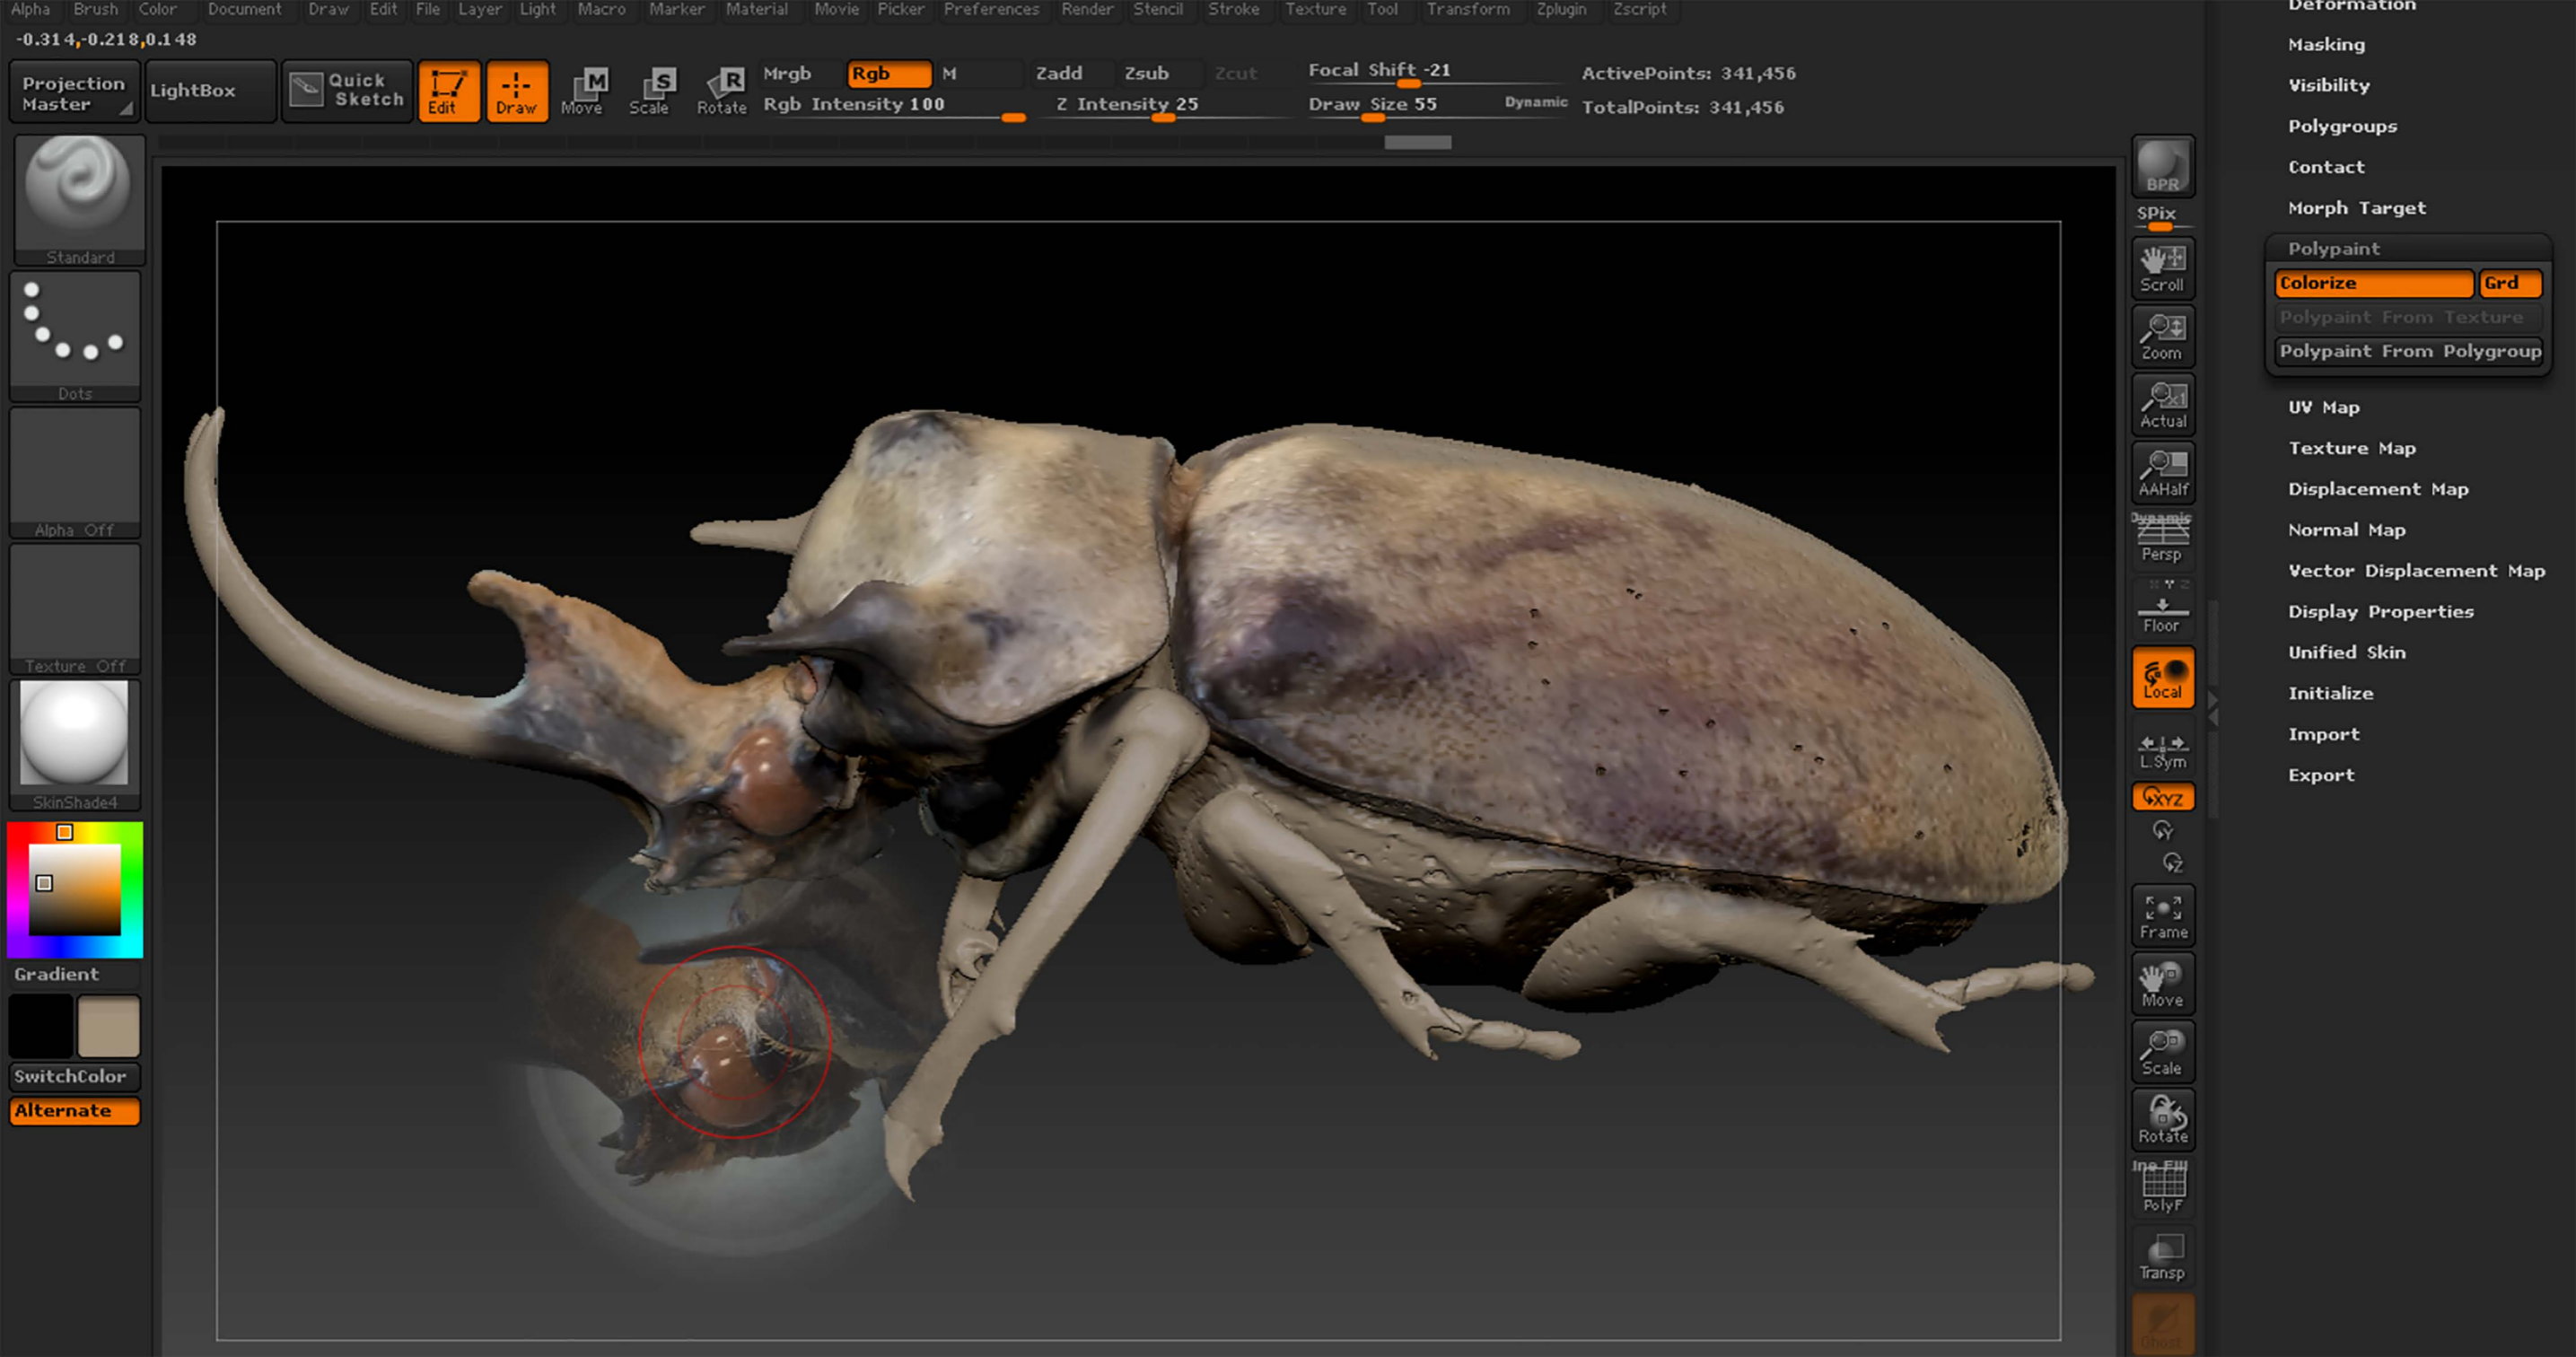 Alpha Brush Color Document Draw Edit File Layer Light Macro Marker Material Movie Picker Preferences Render Stencil Stroke Texture Tool Transform Zplugin Zscript
-0.314,-0.218,0.148
Projection Master
LightBox
Quick Sketch
Edit
Draw
Move
M
Scale
S
Rotate
R
Mrgb Rgb M Zadd Zsub Zcut
Rgb Intensity 100 Z Intensity 25
Focal Shift -21
Draw Size 55 Dynamic
ActivePoints: 341,456
TotalPoints: 341,456
Standard
Dots
Alpha Off
Texture Off
SkinShade4
Gradient
SwitchColor
Alternate
BPR
SPix
Scroll
Zoom
x1
Actual
AAHalf
Dynamic
Persp
X Y Z
Floor
Local
L.Sym
XYZ
Y
Z
Frame
Move
Scale
Rotate
PolyF
Transp
Ghost
Deformation
Masking
Visibility
Polygroups
Contact
Morph Target
Polypaint
Colorize Grd
Polypaint From Texture
Polypaint From Polygroup
UV Map
Texture Map
Displacement Map
Normal Map
Vector Displacement Map
Display Properties
Unified Skin
Initialize
Import
Export